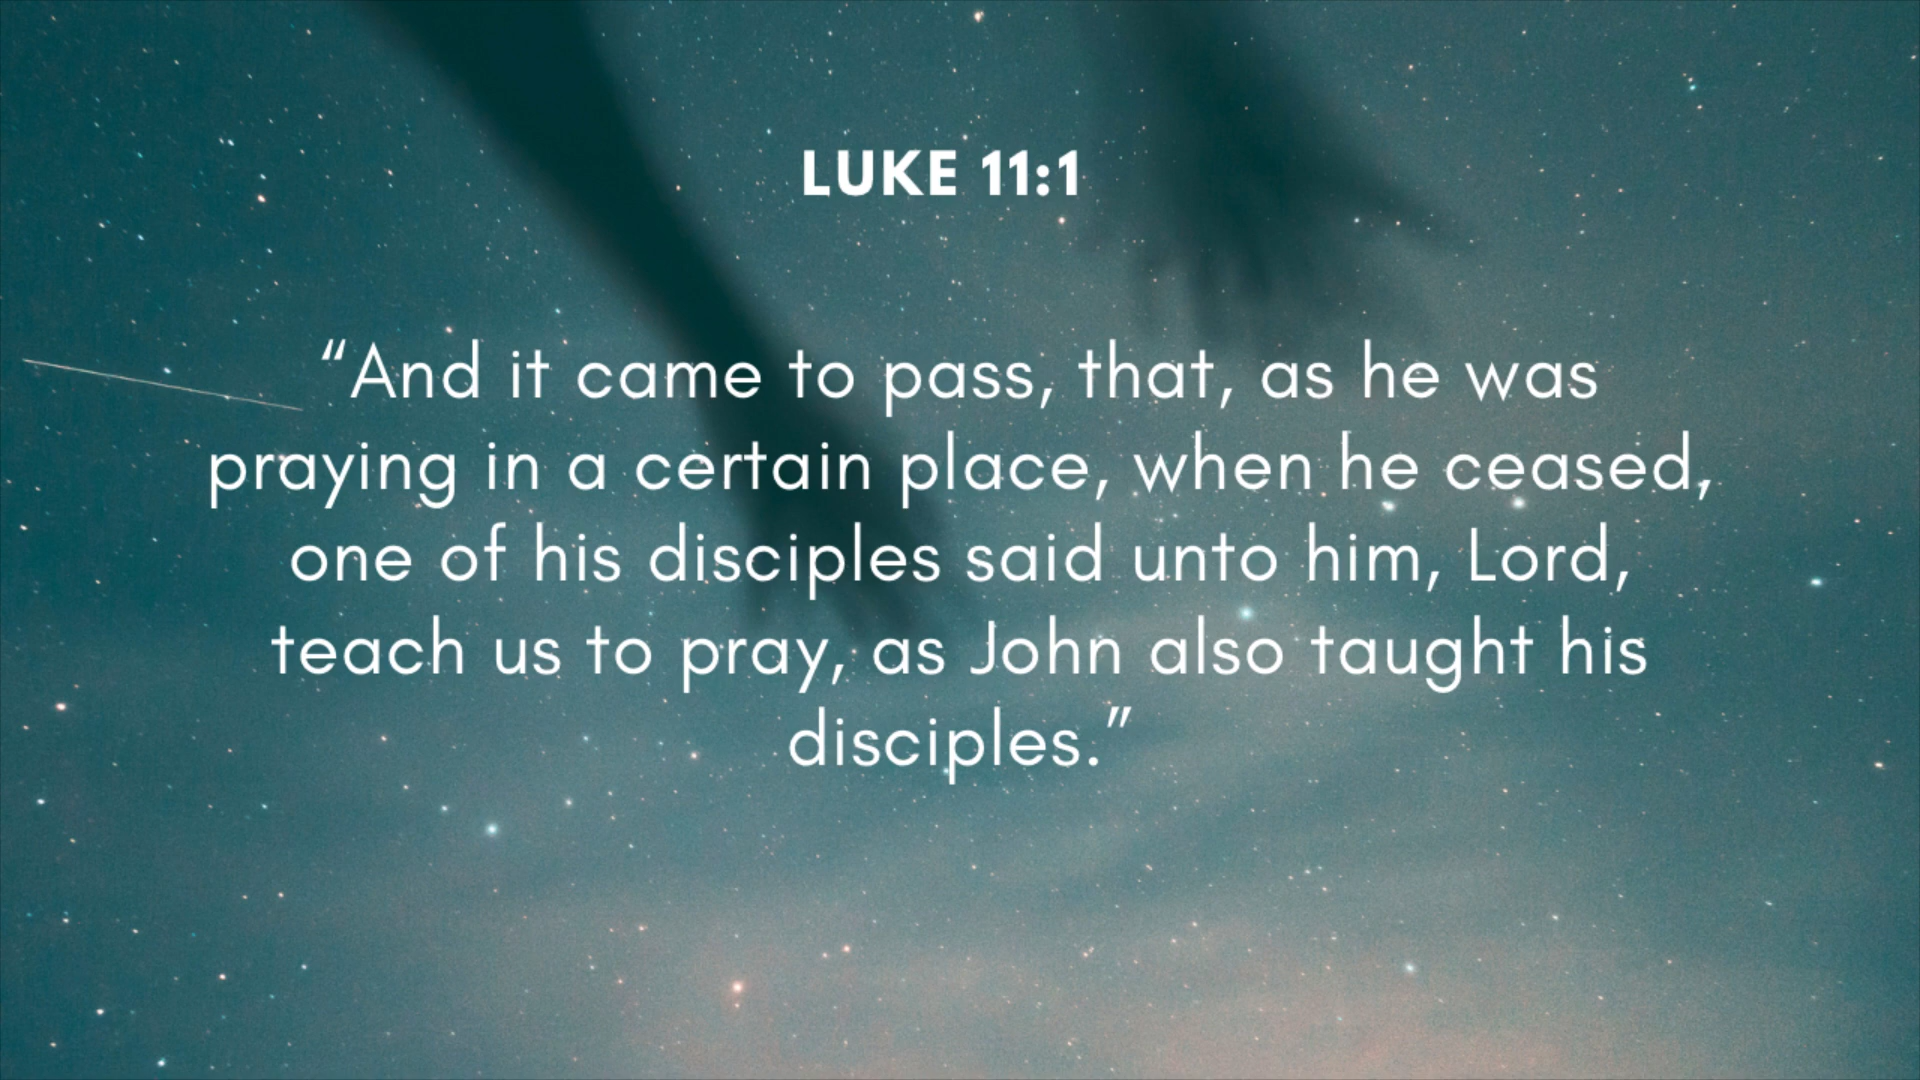 LUKE 11:1
“And it came to pass, that, as he was
praying in a certain place, when he ceased,
one of his disciples said unto him, Lord,
teach us to pray, as John also taught his
disciples.”